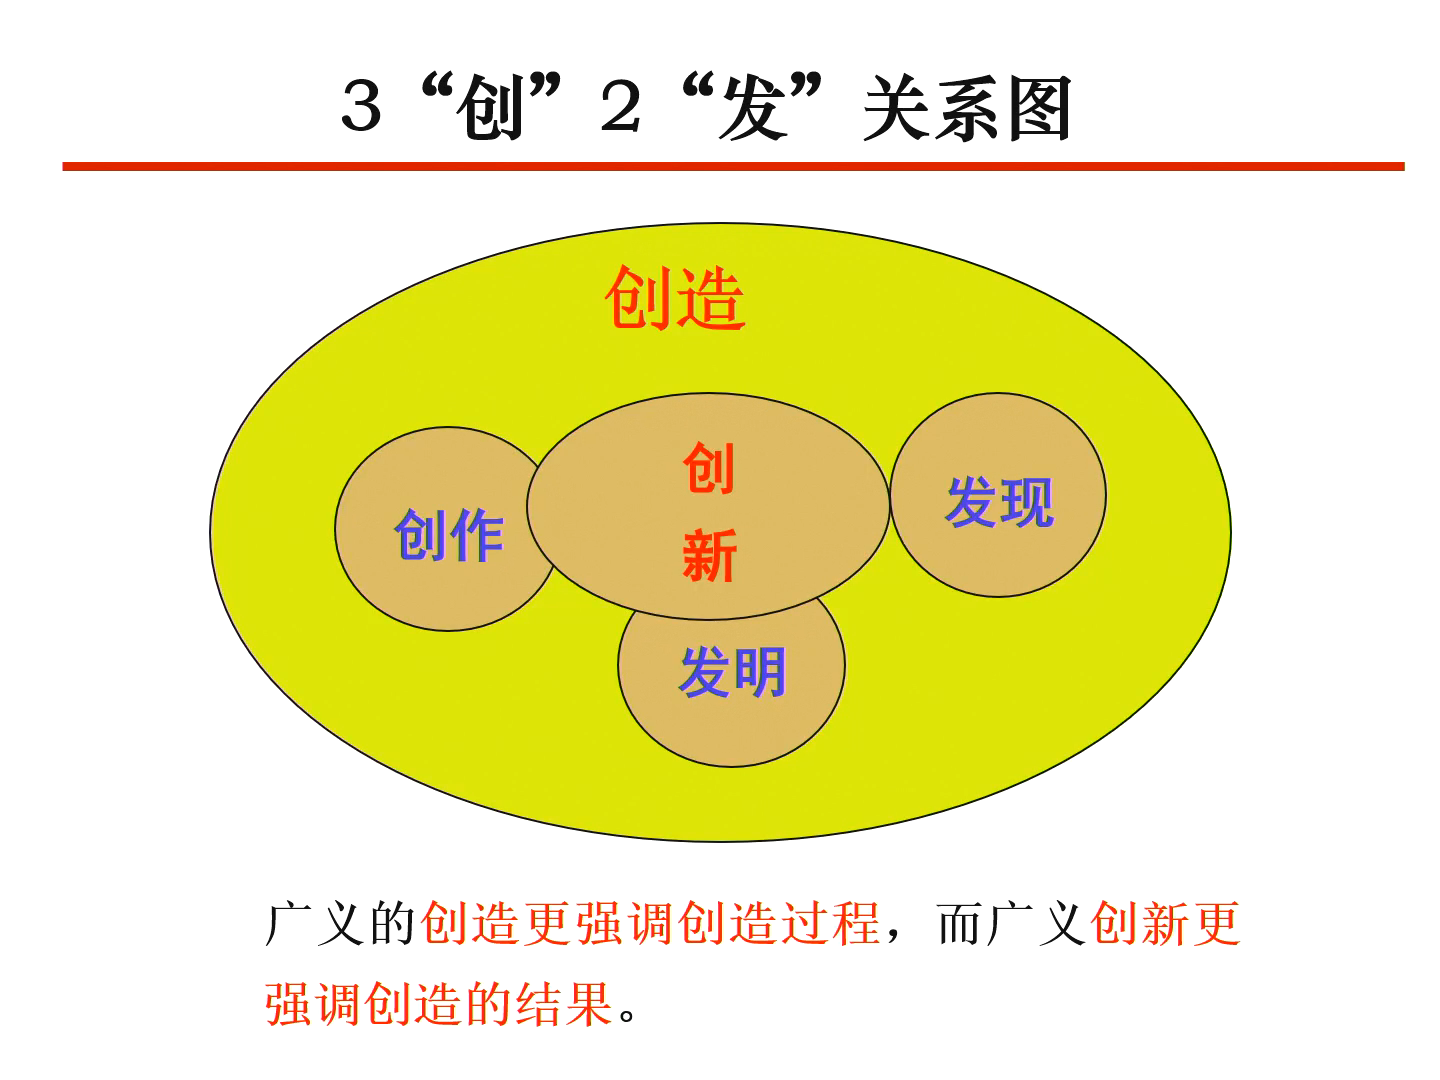 3“创”2“发”关系图
创造
创
新
创作
发现
发明
广义的创造更强调创造过程，而广义创新更
强调创造的结果。